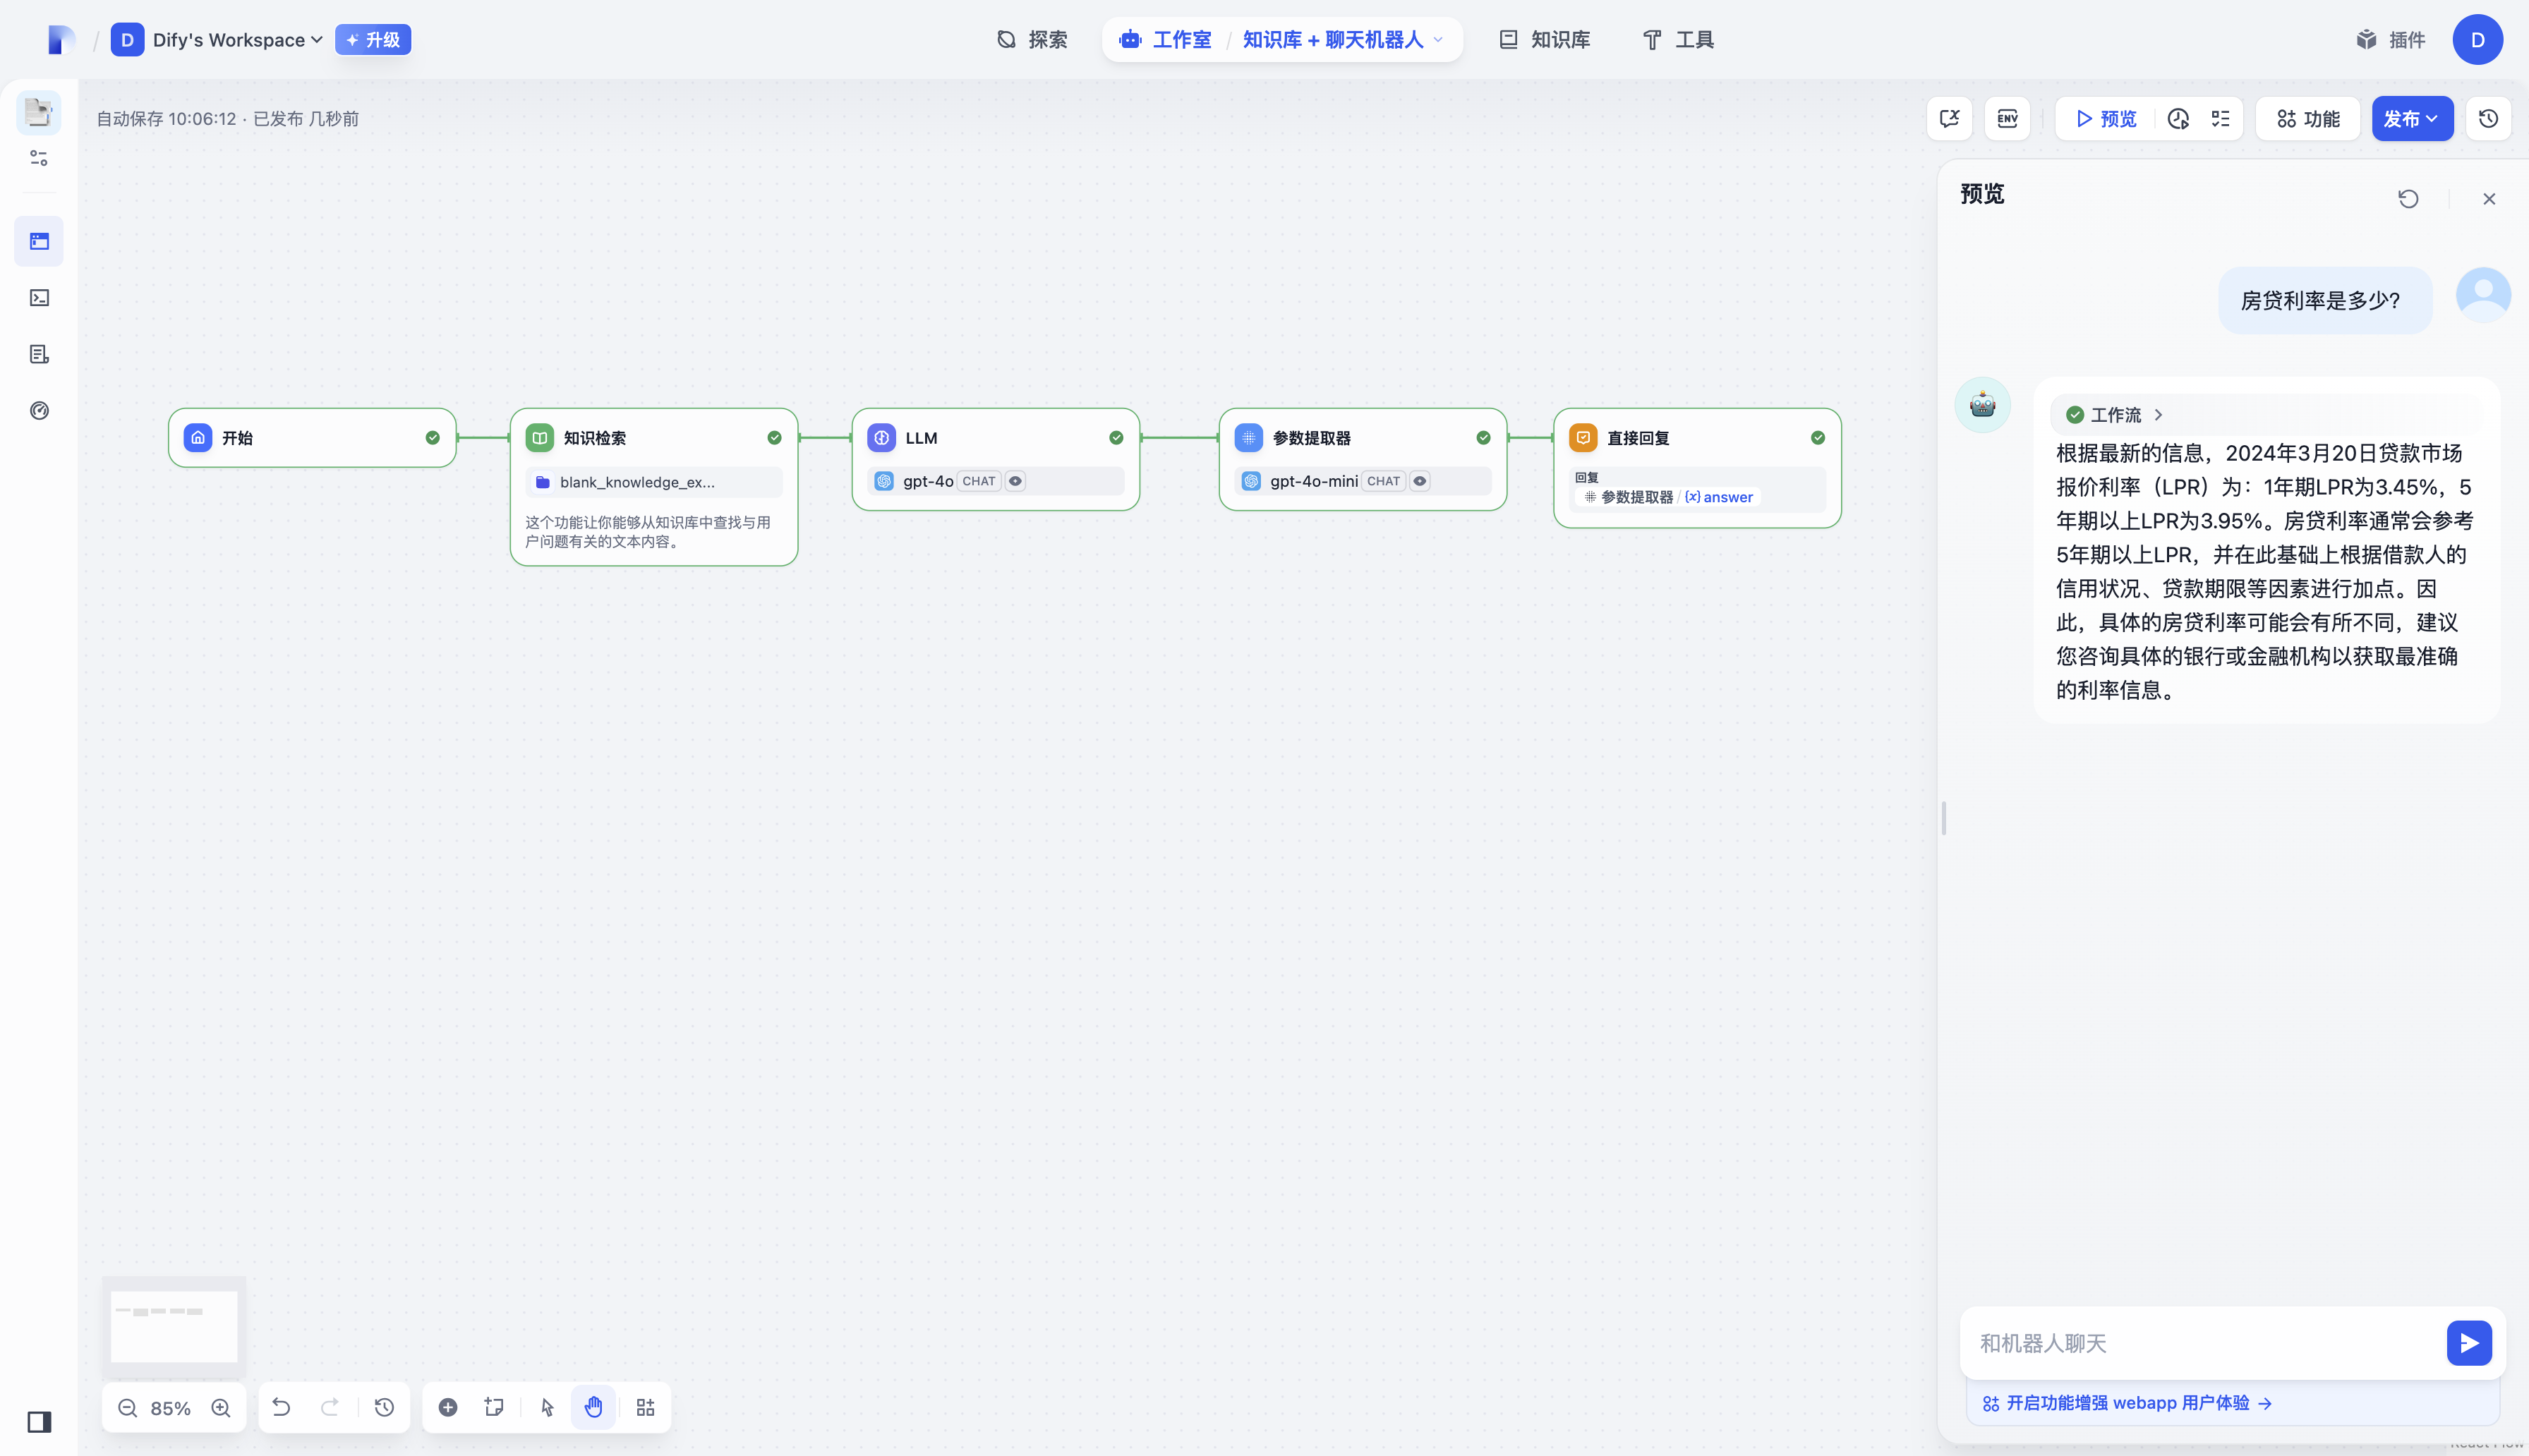 D Dify's Workspace 升级
探索
工作室 / 知识库 + 聊天机器人
知识库
工具
插件
D
自动保存 10:06:12 · 已发布 几秒前
ENV
预览
功能
发布
预览
房贷利率是多少?
工作流
根据最新的信息，2024年3月20日贷款市场
报价利率（LPR）为：1年期LPR为3.45%，5
年期以上LPR为3.95%。房贷利率通常会参考
5年期以上LPR，并在此基础上根据借款人的
信用状况、贷款期限等因素进行加点。因
此，具体的房贷利率可能会有所不同，建议
您咨询具体的银行或金融机构以获取最准确
的利率信息。
开始
知识检索
blank_knowledge_ex...
这个功能让你能够从知识库中查找与用
户问题有关的文本内容。
LLM
gpt-4o CHAT
参数提取器
gpt-4o-mini CHAT
直接回复
回复
参数提取器 / {x} answer
和机器人聊天
开启功能增强 webapp 用户体验 →
85%
React Flow